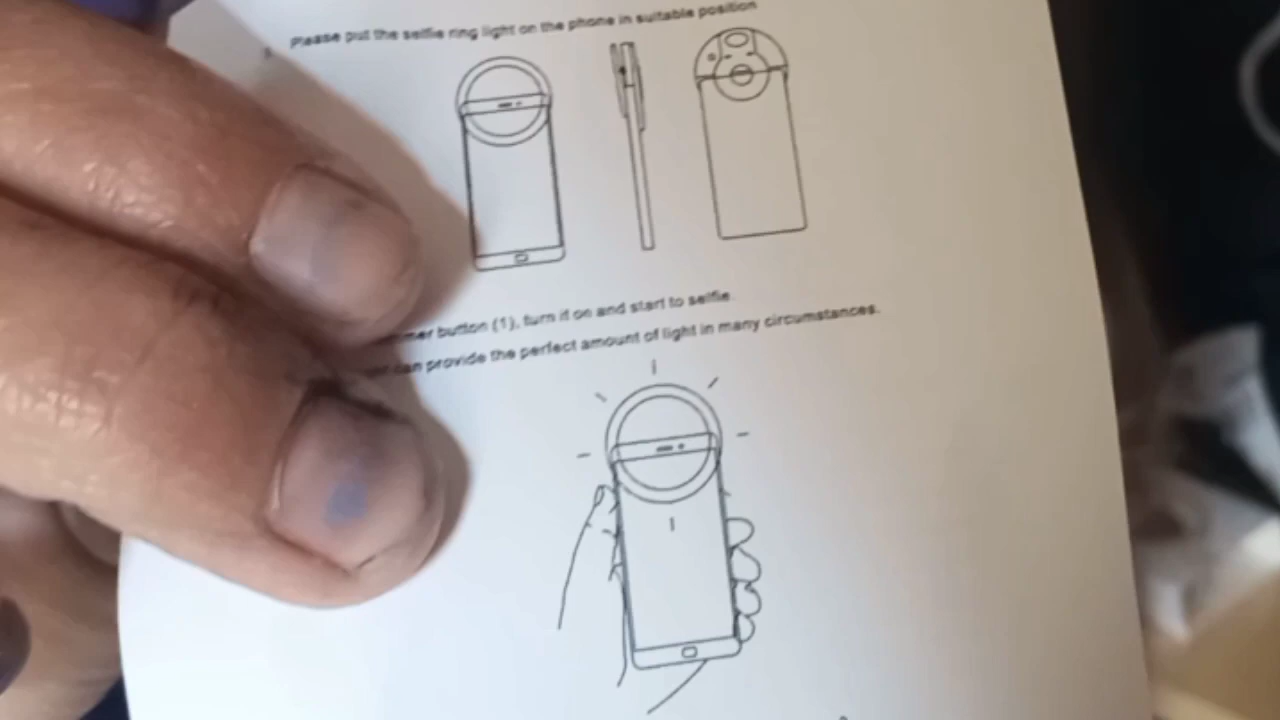 Please put the selfie ring light on the phone in suitable position
button (1), turn it on and start to selfie.
can provide the perfect amount of light in many circumstances.